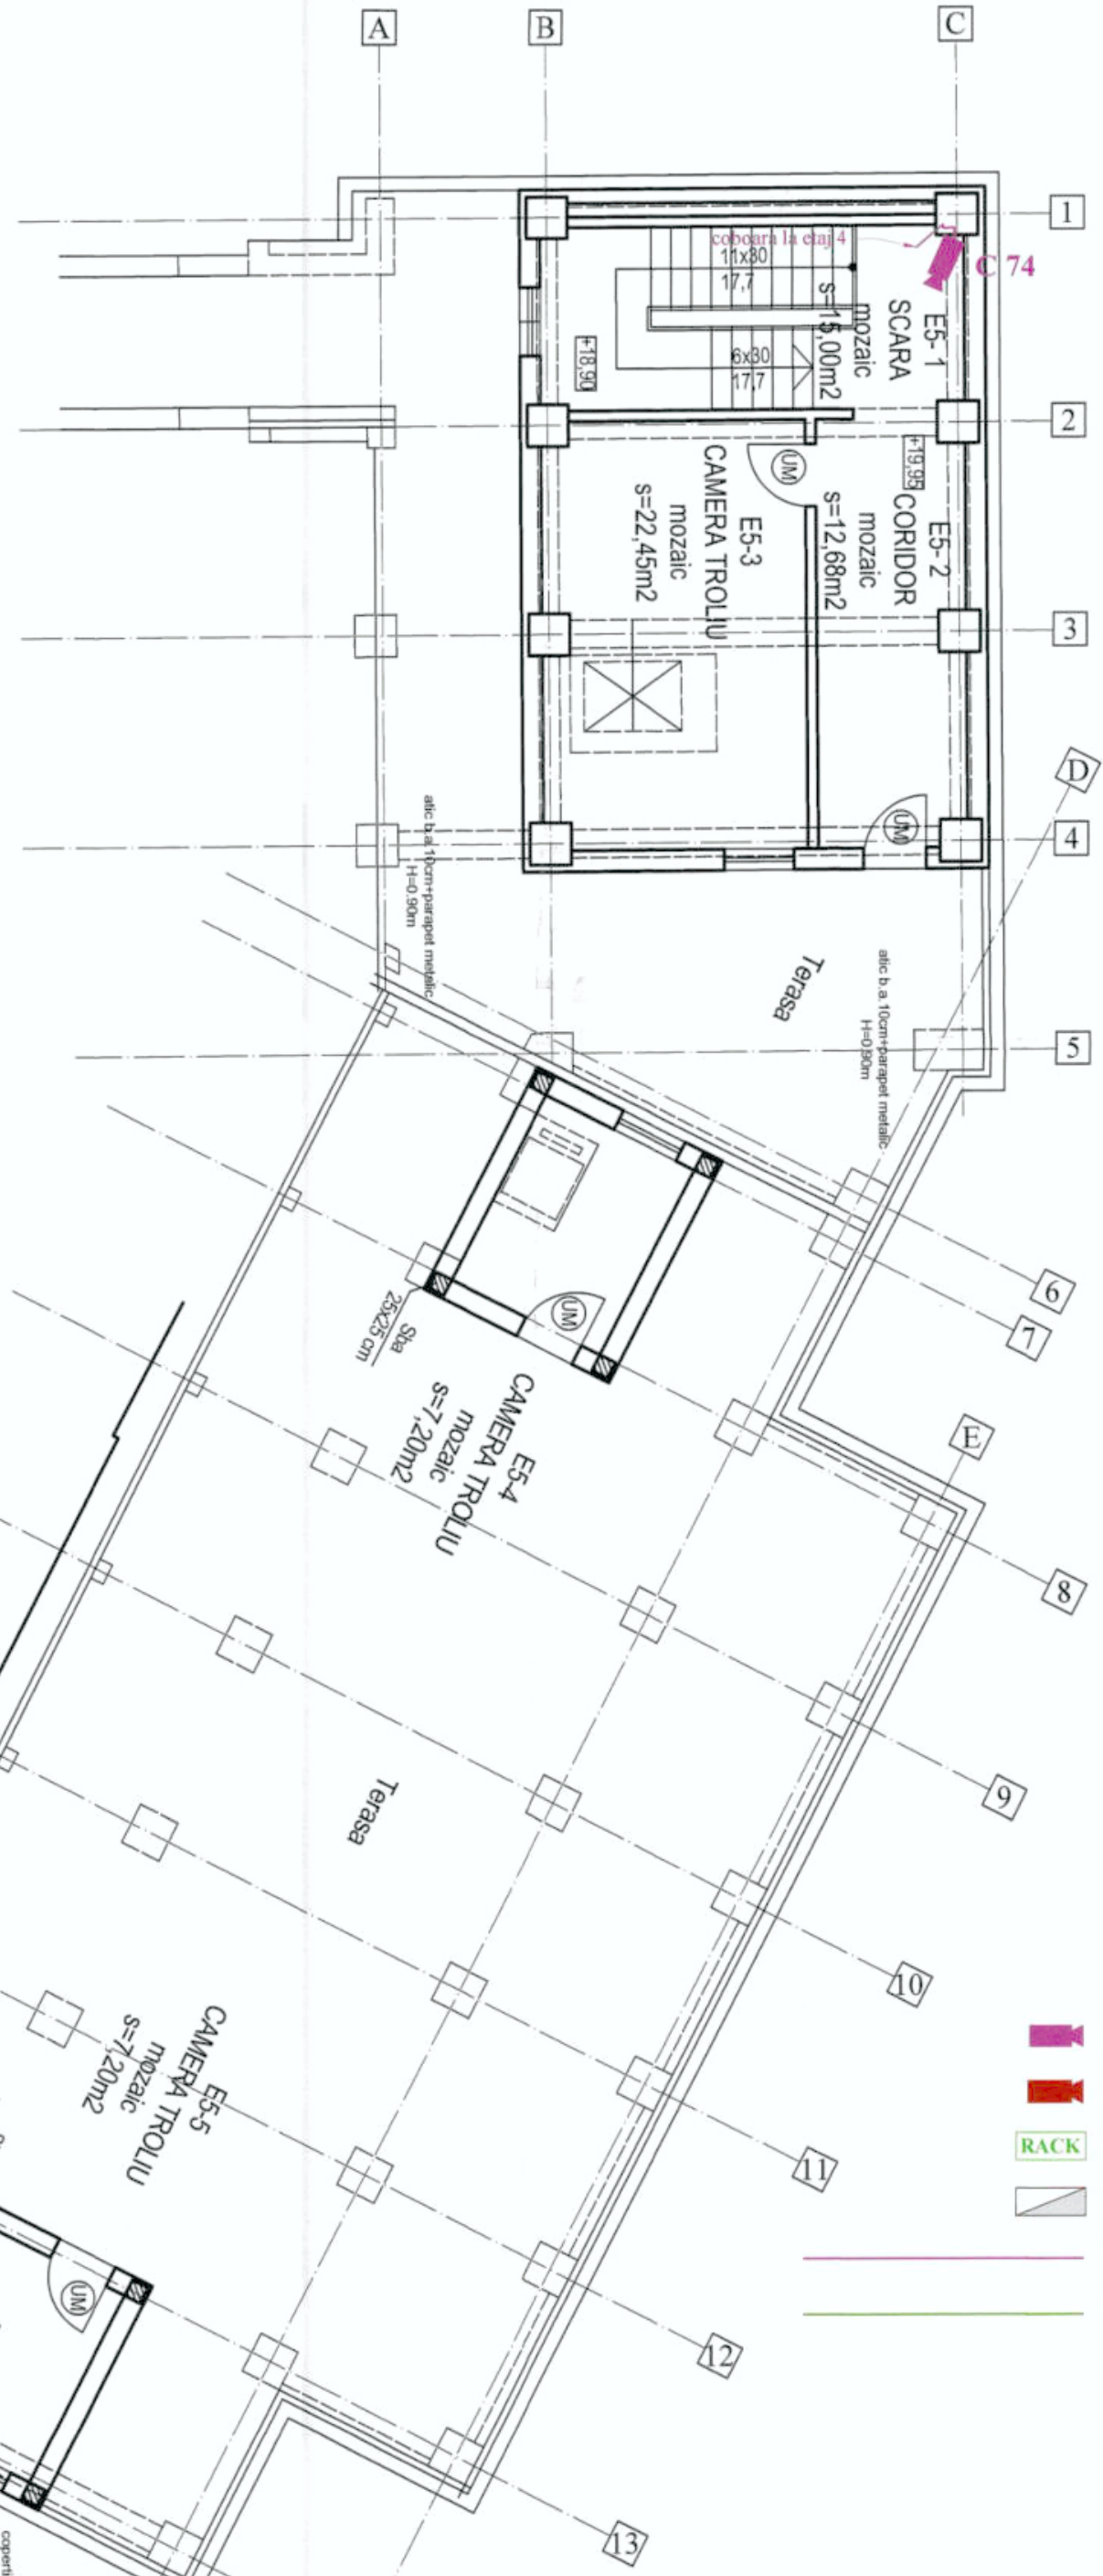 A
B
C
1
coboara la etaj 4
11x30
17,7
C 74
E5-1
SCARA
mozaic
s=15,00m2
+18,90
6x30
17,7
2
+19,95
UM
E5-2
CORIDOR
mozaic
s=12,68m2
E5-3
CAMERA TROLIU
mozaic
s=22,45m2
3
D
UM
4
atic b.a.10cm+parapet metalic
H=0.90m
Terasa
atic b.a.10cm+parapet metalic
H=0.90m
5
6
7
UM
Sba
25x25 cm
E5-4
CAMERA TROLIU
mozaic
s=7,20m2
E
8
9
Terasa
10
E5-5
CAMERA TROLIU
mozaic
s=7,20m2
RACK
11
UM
12
13